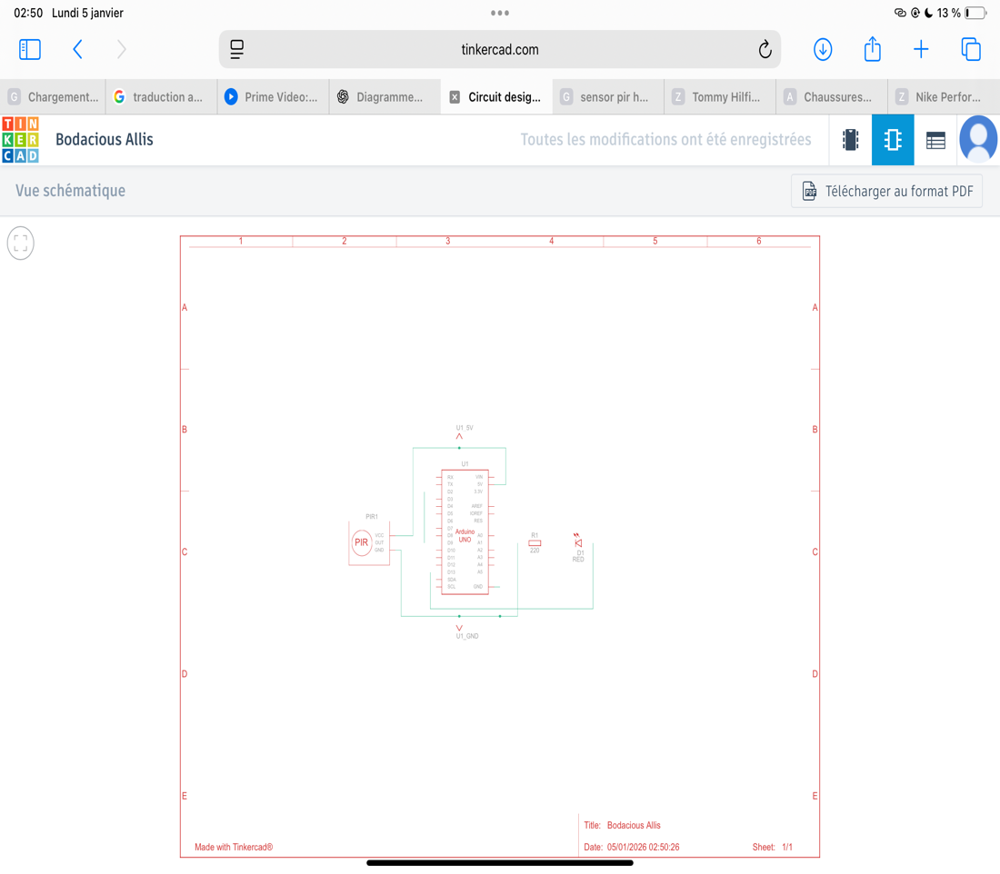 02:50 Lundi 5 janvier
13 %
tinkercad.com
G Chargement...
G traduction a...
Prime Video:...
Diagramme...
X Circuit desig...
G sensor pir h...
Z Tommy Hilfi...
A Chaussures...
Z Nike Perfor...
TIN
KER
CAD
Bodacious Allis
Toutes les modifications ont été enregistrées
Vue schématique
PDF
Télécharger au format PDF
1 2 3 4 5 6
A A
B B
U1_5V
U1
RX VIN
TX 5V
D2 3.3V
D3
D4 AREF
D5 IOREF
D6 RES
D7
D8 A0
D9 A1
D10 A2
D11 A3
D12 A4
D13 A5
SDA
SCL GND
Arduino
UNO
PIR1
PIR
VCC
OUT
GND
R1
220
D1
RED
C C
U1_GND
D D
E E
Title: Bodacious Allis
Made with Tinkercad®
Date: 05/01/2026 02:50:26
Sheet: 1/1